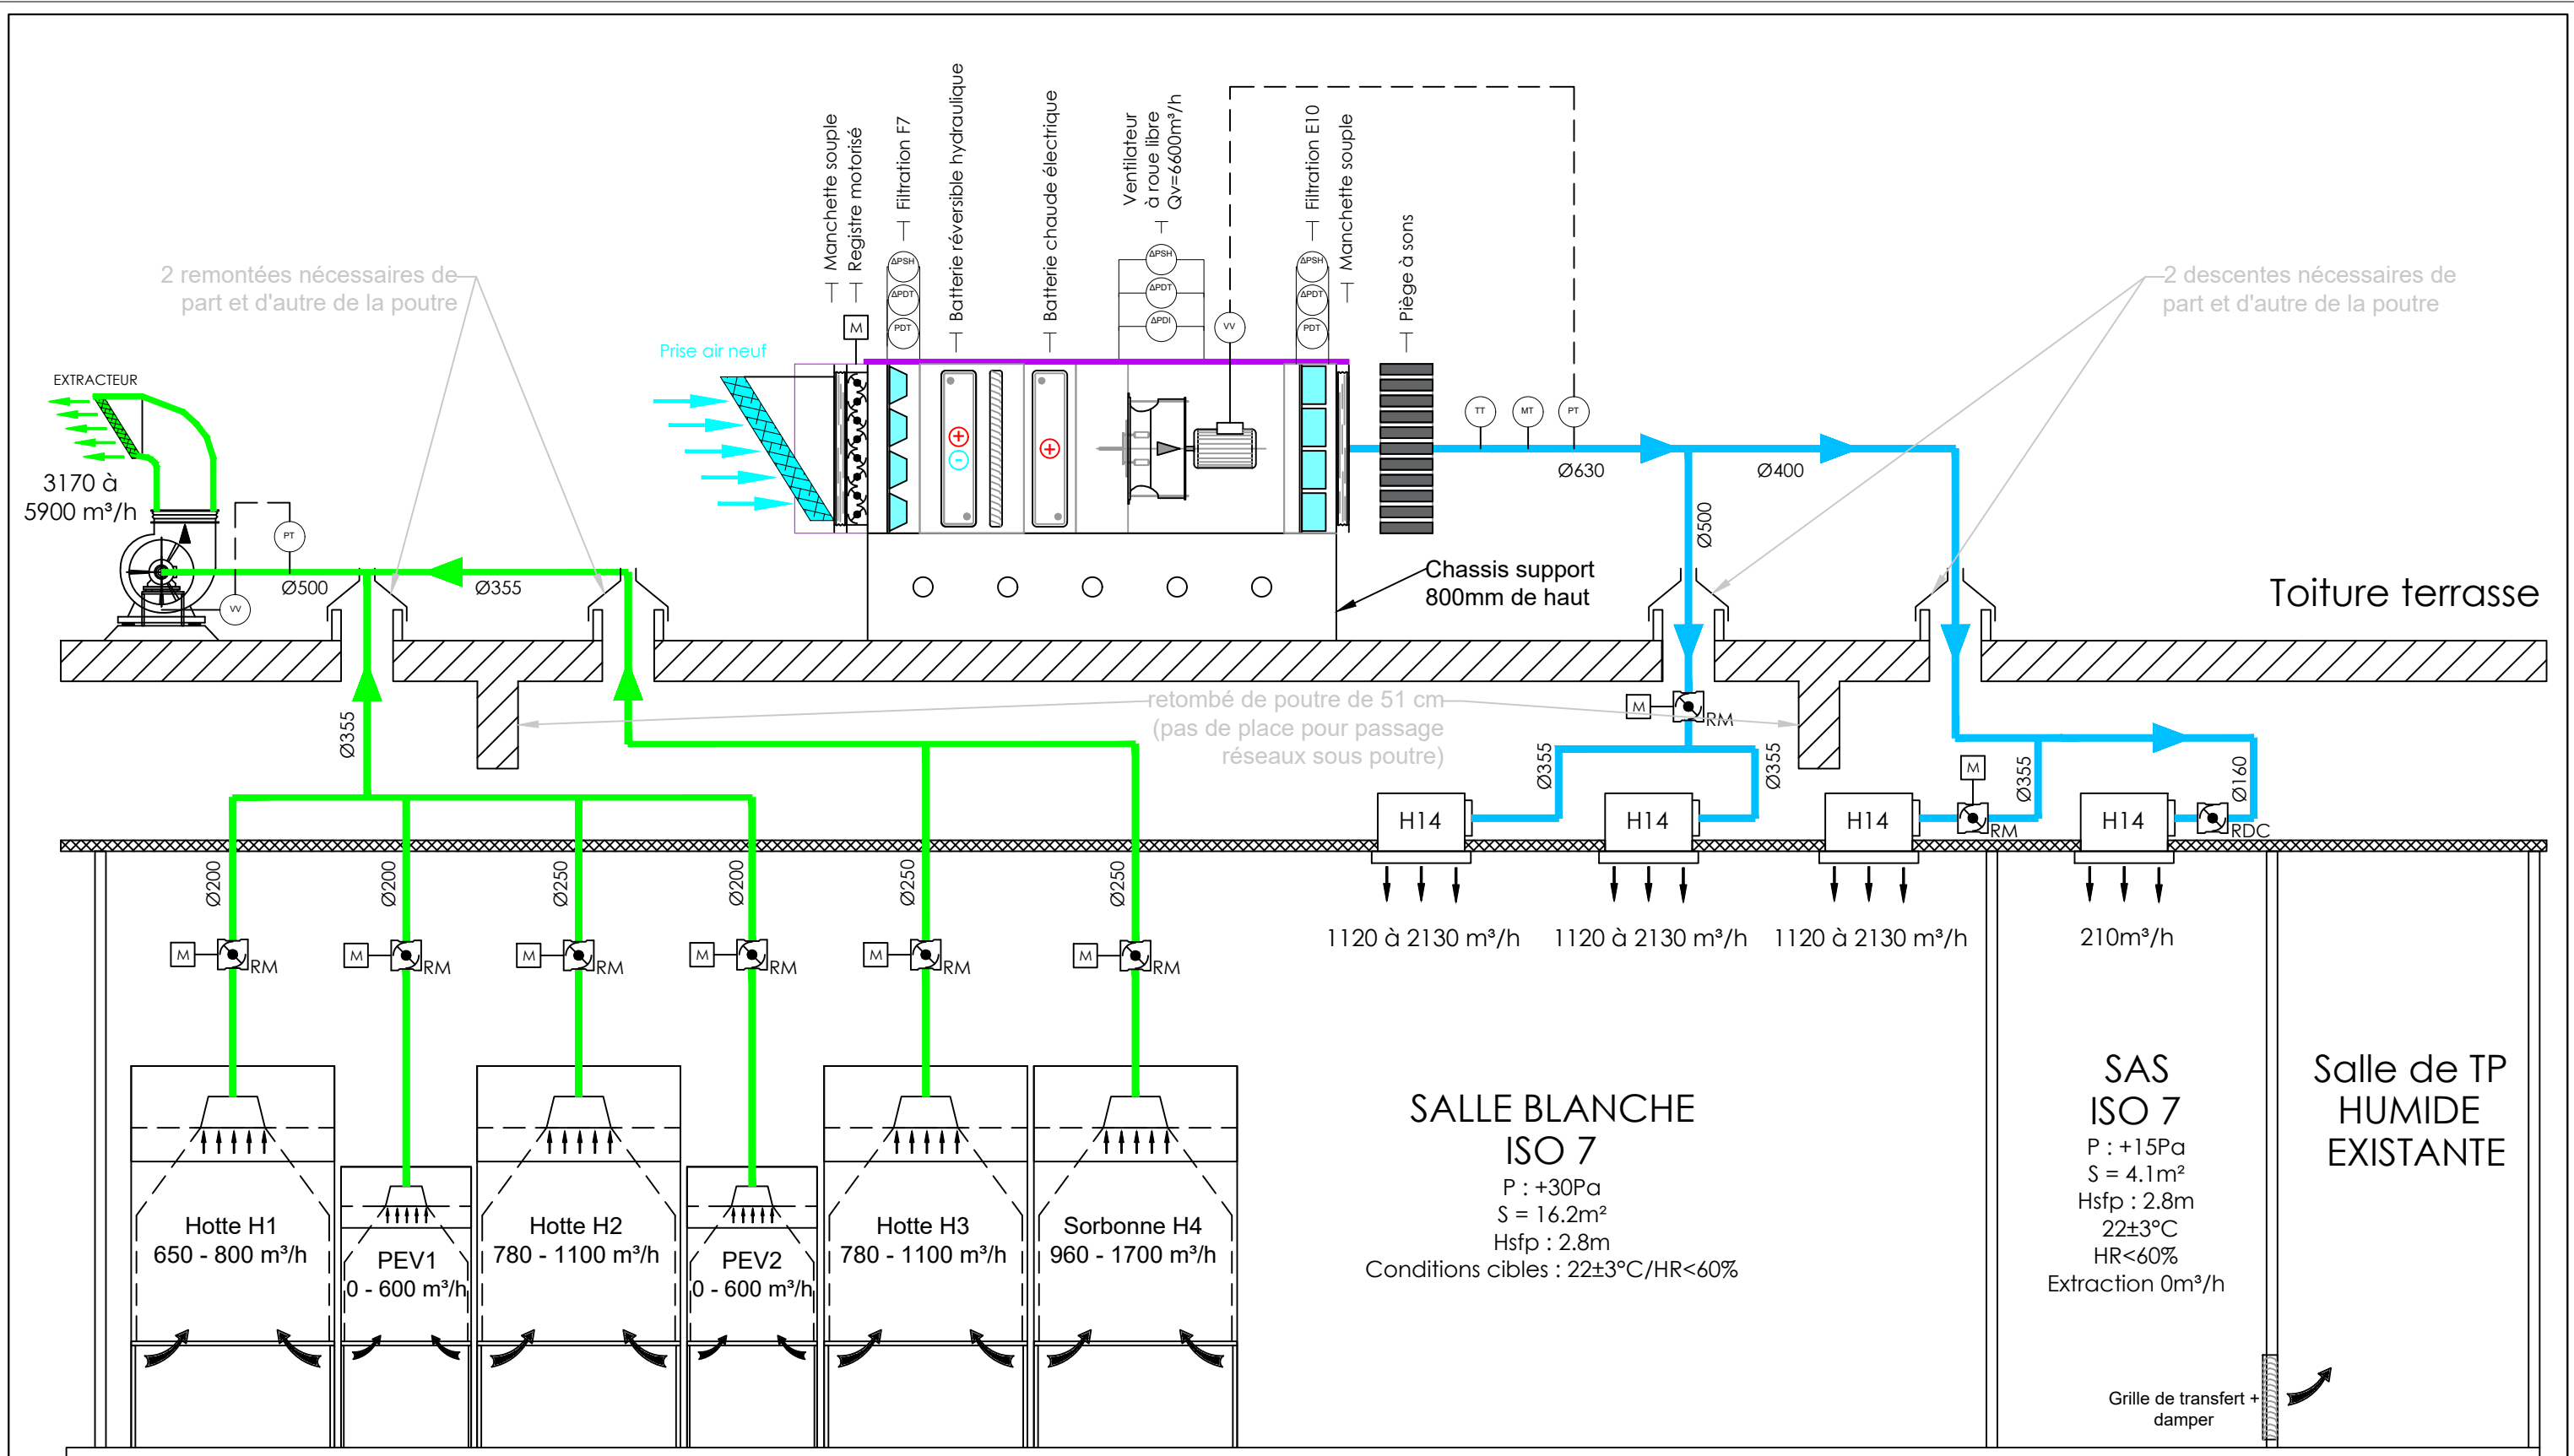 Manchette souple
Registre motorisé
Filtration F7
Batterie réversible hydraulique
Batterie chaude électrique
Ventilateur
à roue libre
Qv=6600m³/h
Filtration E10
Manchette souple
Piège à sons
2 remontées nécessaires de
part et d'autre de la poutre
2 descentes nécessaires de
part et d'autre de la poutre
ΔPSH
ΔPDT
PDT
ΔPSH
ΔPDT
ΔPDI
VV
ΔPSH
ΔPDT
PDT
M
Prise air neuf
EXTRACTEUR
3170 à
5900 m³/h
PT
VV
Ø500
Ø355
TT
MT
PT
Ø630
Ø400
Ø500
Chassis support
800mm de haut
Toiture terrasse
retombé de poutre de 51 cm
(pas de place pour passage
réseaux sous poutre)
M
RM
Ø355
Ø355
Ø355
M
RM
Ø355
Ø160
RDC
H14
H14
H14
H14
Ø200
Ø200
Ø250
Ø200
Ø250
Ø250
M
RM
M
RM
M
RM
M
RM
M
RM
M
RM
1120 à 2130 m³/h
1120 à 2130 m³/h
1120 à 2130 m³/h
210m³/h
Hotte H1
650 - 800 m³/h
PEV1
0 - 600 m³/h
Hotte H2
780 - 1100 m³/h
PEV2
0 - 600 m³/h
Hotte H3
780 - 1100 m³/h
Sorbonne H4
960 - 1700 m³/h
SALLE BLANCHE
ISO 7
P : +30Pa
S = 16.2m²
Hsfp : 2.8m
Conditions cibles : 22±3°C/HR<60%
SAS
ISO 7
P : +15Pa
S = 4.1m²
Hsfp : 2.8m
22±3°C
HR<60%
Extraction 0m³/h
Salle de TP
HUMIDE
EXISTANTE
Grille de transfert +
damper